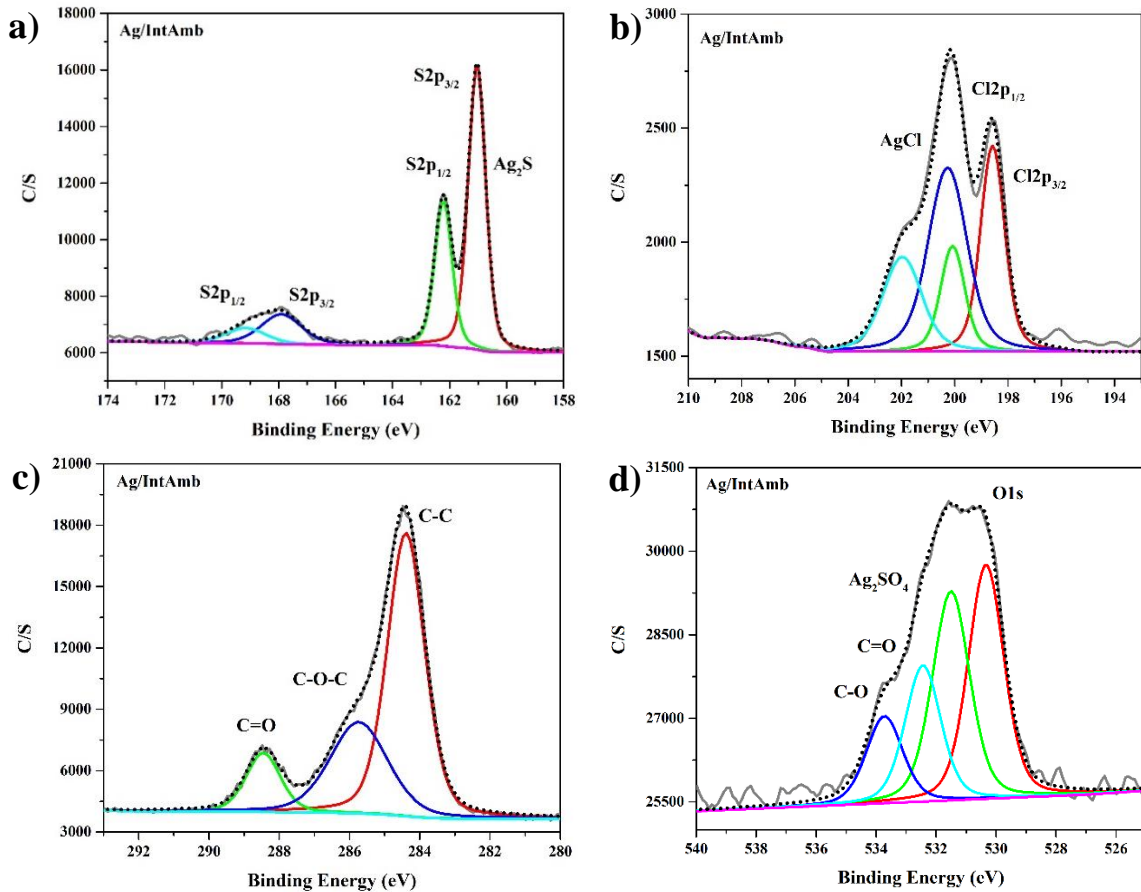 a)
Ag/IntAmb
S2p3/2
S2p1/2
Ag2S
S2p1/2
S2p3/2
C/S
18000
16000
14000
12000
10000
8000
6000
174 172 170 168 166 164 162 160 158
Binding Energy (eV)
b)
Ag/IntAmb
Cl2p1/2
AgCl
Cl2p3/2
C/S
3000
2500
2000
1500
210 208 206 204 202 200 198 196 194
Binding Energy (eV)
c)
Ag/IntAmb
C-C
C-O-C
C=O
C/S
21000
18000
15000
12000
9000
6000
3000
292 290 288 286 284 282 280
Binding Energy (eV)
d)
Ag/IntAmb
O1s
Ag2SO4
C=O
C-O
C/S
31500
30000
28500
27000
25500
540 538 536 534 532 530 528 526
Binding Energy (eV)